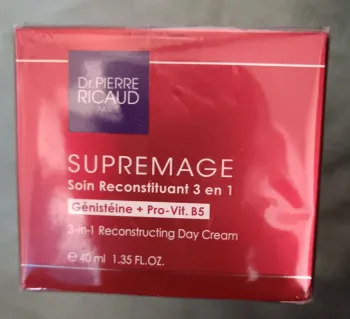 Dr.PIERRE
RICAUD
PARIS
SUPREMAGE
Soin Reconstituant 3 en 1
Génistéine + Pro-Vit. B5
3-in-1 Reconstructing Day Cream
e 40 ml 1.35 FL.OZ.